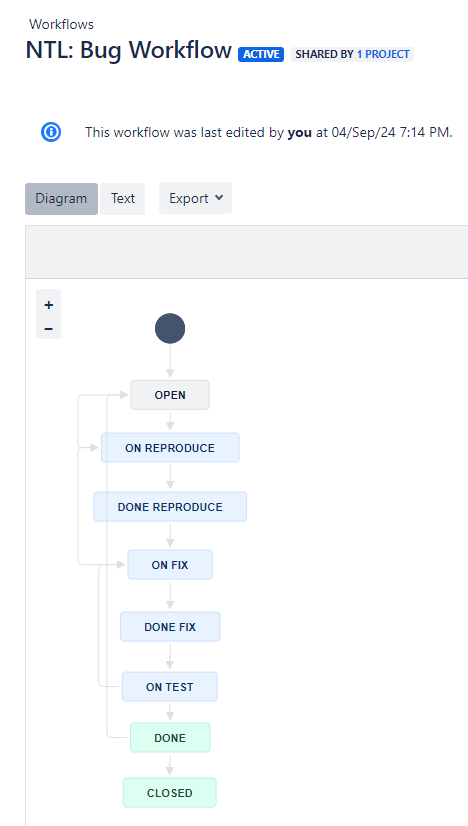 Workflows
NTL: Bug Workflow ACTIVE SHARED BY 1 PROJECT
This workflow was last edited by you at 04/Sep/24 7:14 PM.
Diagram Text Export
+
−
OPEN
ON REPRODUCE
DONE REPRODUCE
ON FIX
DONE FIX
ON TEST
DONE
CLOSED